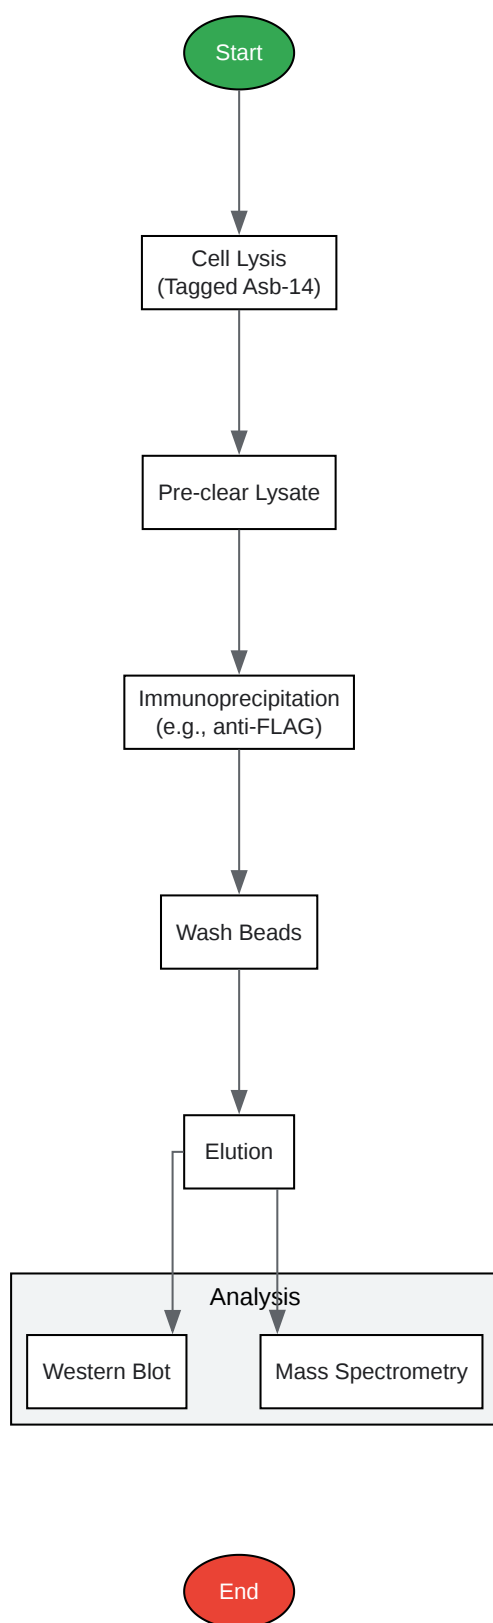 Start
Cell Lysis
(Tagged Asb-14)
Pre-clear Lysate
Immunoprecipitation
(e.g., anti-FLAG)
Wash Beads
Elution
Analysis
Western Blot
Mass Spectrometry
End